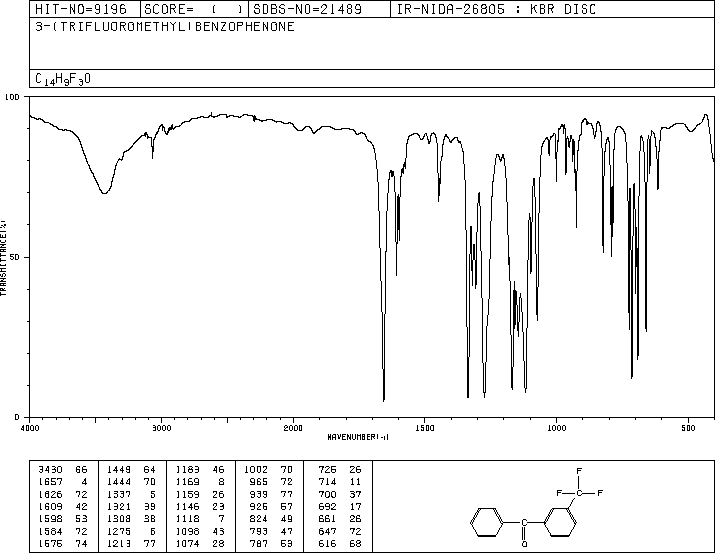 HIT-NO=9196 SCORE= ( ) SDBS-NO=21489 IR-NIDA-26805 : KBR DISC
3-(TRIFLUOROMETHYL)BENZOPHENONE
C14H9F3O
100
TRANSMITTANCE(%)
50
0
4000 3000 2000 1500 1000 500
WAVENUMBER(-1)
3430 66 1449 64 1183 46 1002 70 726 26
1657 4 1444 70 1169 8 965 72 714 11
1626 72 1337 5 1159 26 939 77 700 37
1609 42 1321 39 1146 23 926 57 692 17
1598 53 1308 38 1118 7 824 49 661 26
1584 72 1275 6 1098 43 793 47 647 72
1576 74 1213 77 1074 28 787 59 616 68
F
F C F
C
O